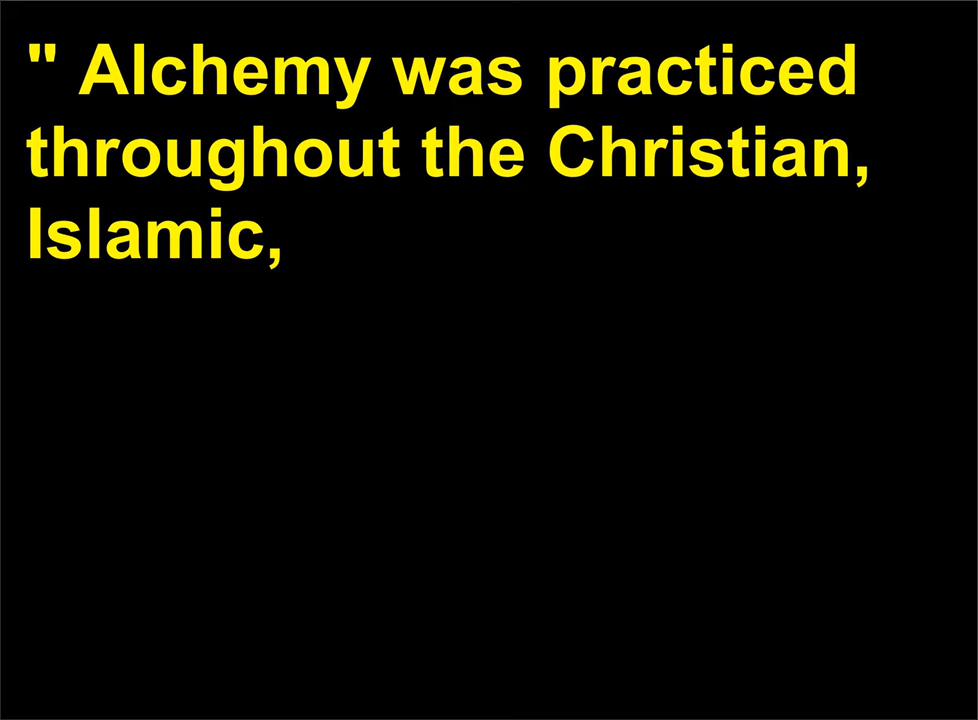 " Alchemy was practiced
throughout the Christian,
Islamic,